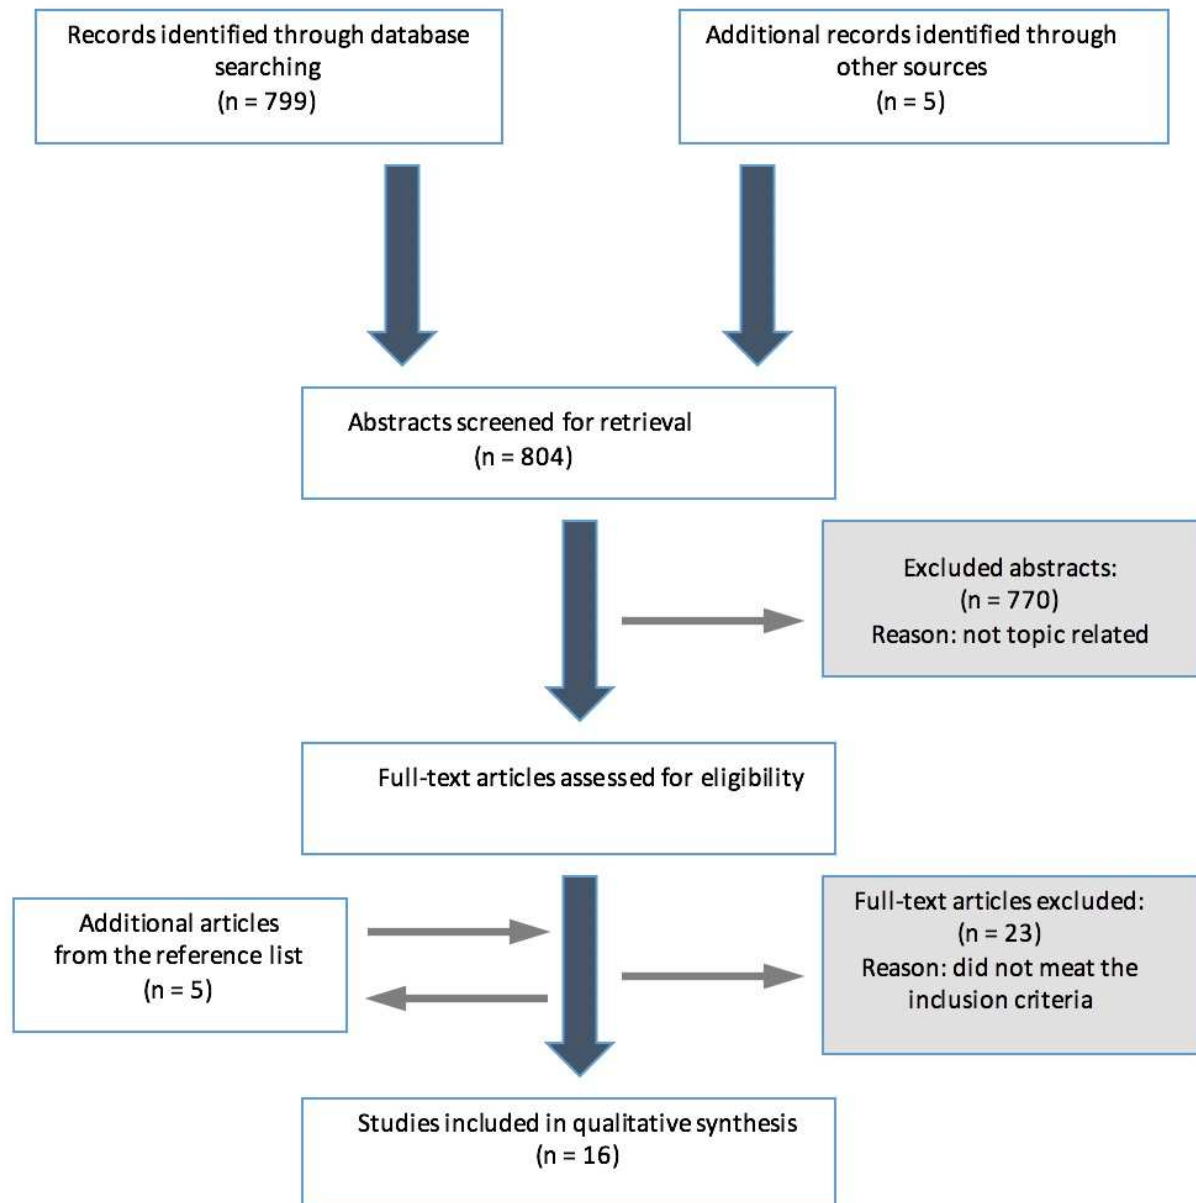 Records identified through database
searching
(n = 799)
Additional records identified through
other sources
(n = 5)
Abstracts screened for retrieval
(n = 804)
Excluded abstracts:
(n = 770)
Reason: not topic related
Full-text articles assessed for eligibility
Additional articles
from the reference list
(n = 5)
Full-text articles excluded:
(n = 23)
Reason: did not meat the
inclusion criteria
Studies included in qualitative synthesis
(n = 16)